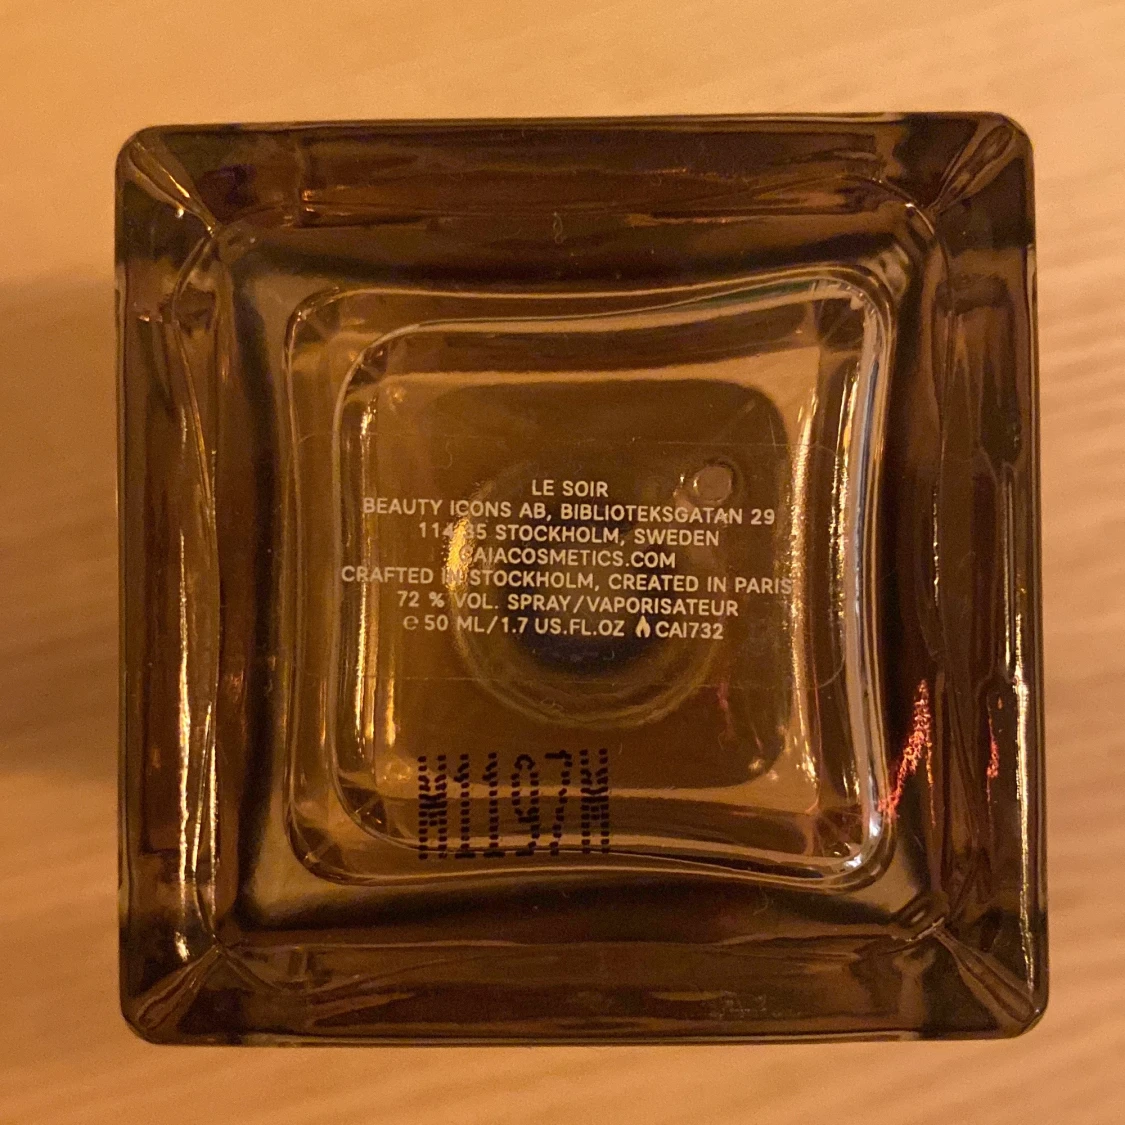 LE SOIR
BEAUTY ICONS AB, BIBLIOTEKSGATAN 29
STOCKHOLM, SWEDEN
CAIACOSMETICS.COM
CRAFTED IN STOCKHOLM, CREATED IN PARIS
72 % VOL. SPRAY/VAPORISATEUR
℮ 50 ML/1.7 US.FL.OZ CAI732